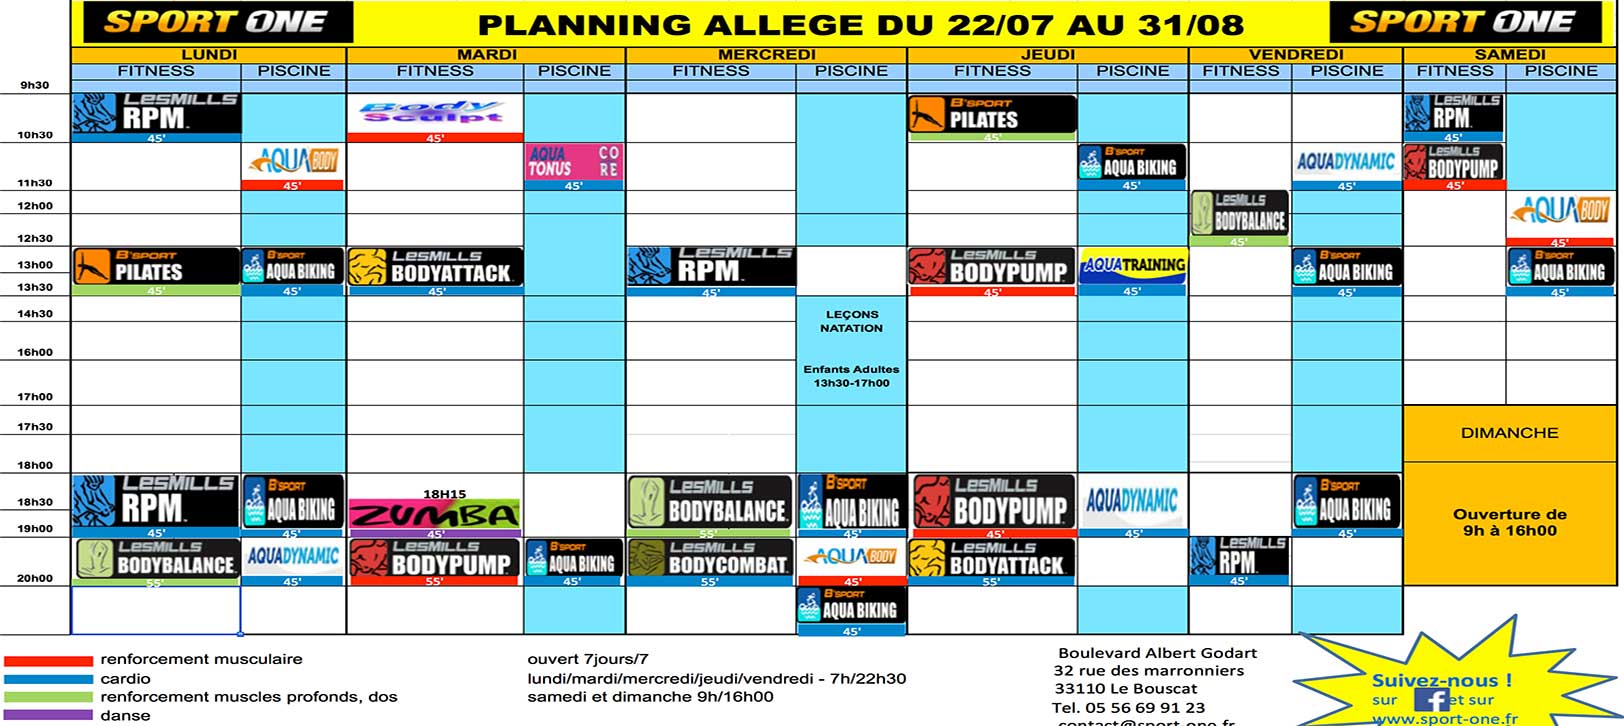 SPORT ONE PLANNING ALLEGE DU 22/07 AU 31/08 SPORT ONE
LUNDI MARDI MERCREDI JEUDI VENDREDI SAMEDI
FITNESS PISCINE FITNESS PISCINE FITNESS PISCINE FITNESS PISCINE FITNESS PISCINE FITNESS PISCINE
9h30
LESMILLS RPM 45'
Body Sculpt 45'
B'SPORT PILATES 45'
LESMILLS RPM 45'
10h30
AQUA BODY 45'
AQUA TONUS CORE 45'
B'SPORT AQUA BIKING 45'
AQUADYNAMIC 45'
LESMILLS BODYPUMP 45'
11h30
LESMILLS BODYBALANCE 45'
AQUA BODY 45'
12h00
12h30
B'SPORT PILATES 45'
B'SPORT AQUA BIKING 45'
LESMILLS BODYATTACK 45'
LESMILLS RPM 45'
LESMILLS BODYPUMP 45'
AQUATRAINING 45'
B'SPORT AQUA BIKING 45'
B'SPORT AQUA BIKING 45'
13h00
13h30
LEÇONS
NATATION
14h30
16h00
Enfants Adultes
13h30-17h00
17h00
17h30
DIMANCHE
18h00
LESMILLS RPM 45'
B'SPORT AQUA BIKING 45'
18H15
ZUMBA 45'
LESMILLS BODYBALANCE 55'
B'SPORT AQUA BIKING 45'
LESMILLS BODYPUMP 45'
AQUADYNAMIC 45'
B'SPORT AQUA BIKING 45'
18h30
Ouverture de
9h à 16h00
19h00
LESMILLS BODYBALANCE 55'
AQUADYNAMIC 45'
LESMILLS BODYPUMP 55'
B'SPORT AQUA BIKING 45'
LESMILLS BODYCOMBAT 55'
AQUA BODY 45'
LESMILLS BODYATTACK 55'
LESMILLS RPM 45'
20h00
B'SPORT AQUA BIKING 45'
renforcement musculaire
cardio
renforcement muscles profonds, dos
danse
ouvert 7jours/7
lundi/mardi/mercredi/jeudi/vendredi - 7h/22h30
samedi et dimanche 9h/16h00
Boulevard Albert Godart
32 rue des marronniers
33110 Le Bouscat
Tel. 05 56 69 91 23
contact@sport-one.fr
Suivez-nous !
sur f et sur
www.sport-one.fr